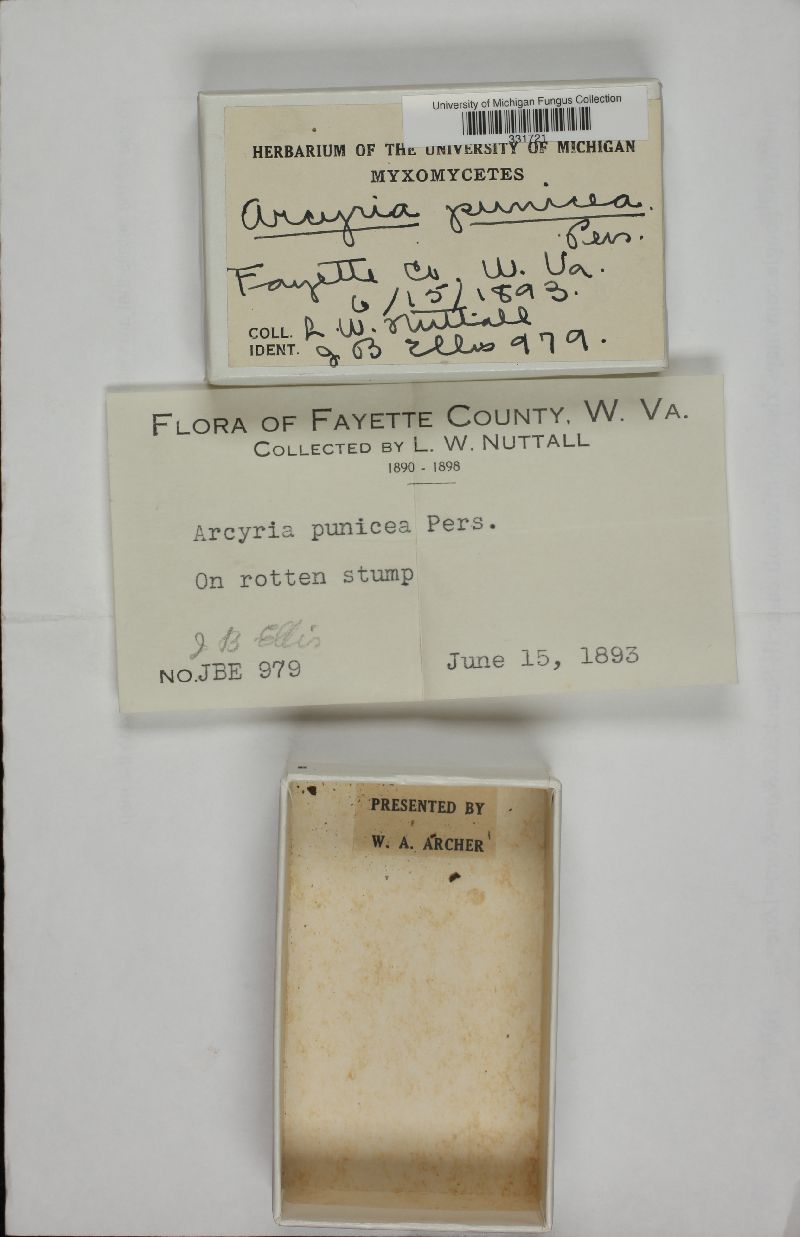 University of Michigan Fungus Collection
331721
HERBARIUM OF THE UNIVERSITY OF MICHIGAN
MYXOMYCETES
Arcyria punicea.
Pers.
Fayette Co. W. Va.
6/15/1893.
COLL. L. W. Nuttall
IDENT. J B Ellis 979.
FLORA OF FAYETTE COUNTY, W. VA.
COLLECTED BY L. W. NUTTALL
1890 - 1898
Arcyria punicea Pers.
On rotten stump
J B Ellis
NO. JBE 979 June 15, 1893
PRESENTED BY
W. A. ARCHER